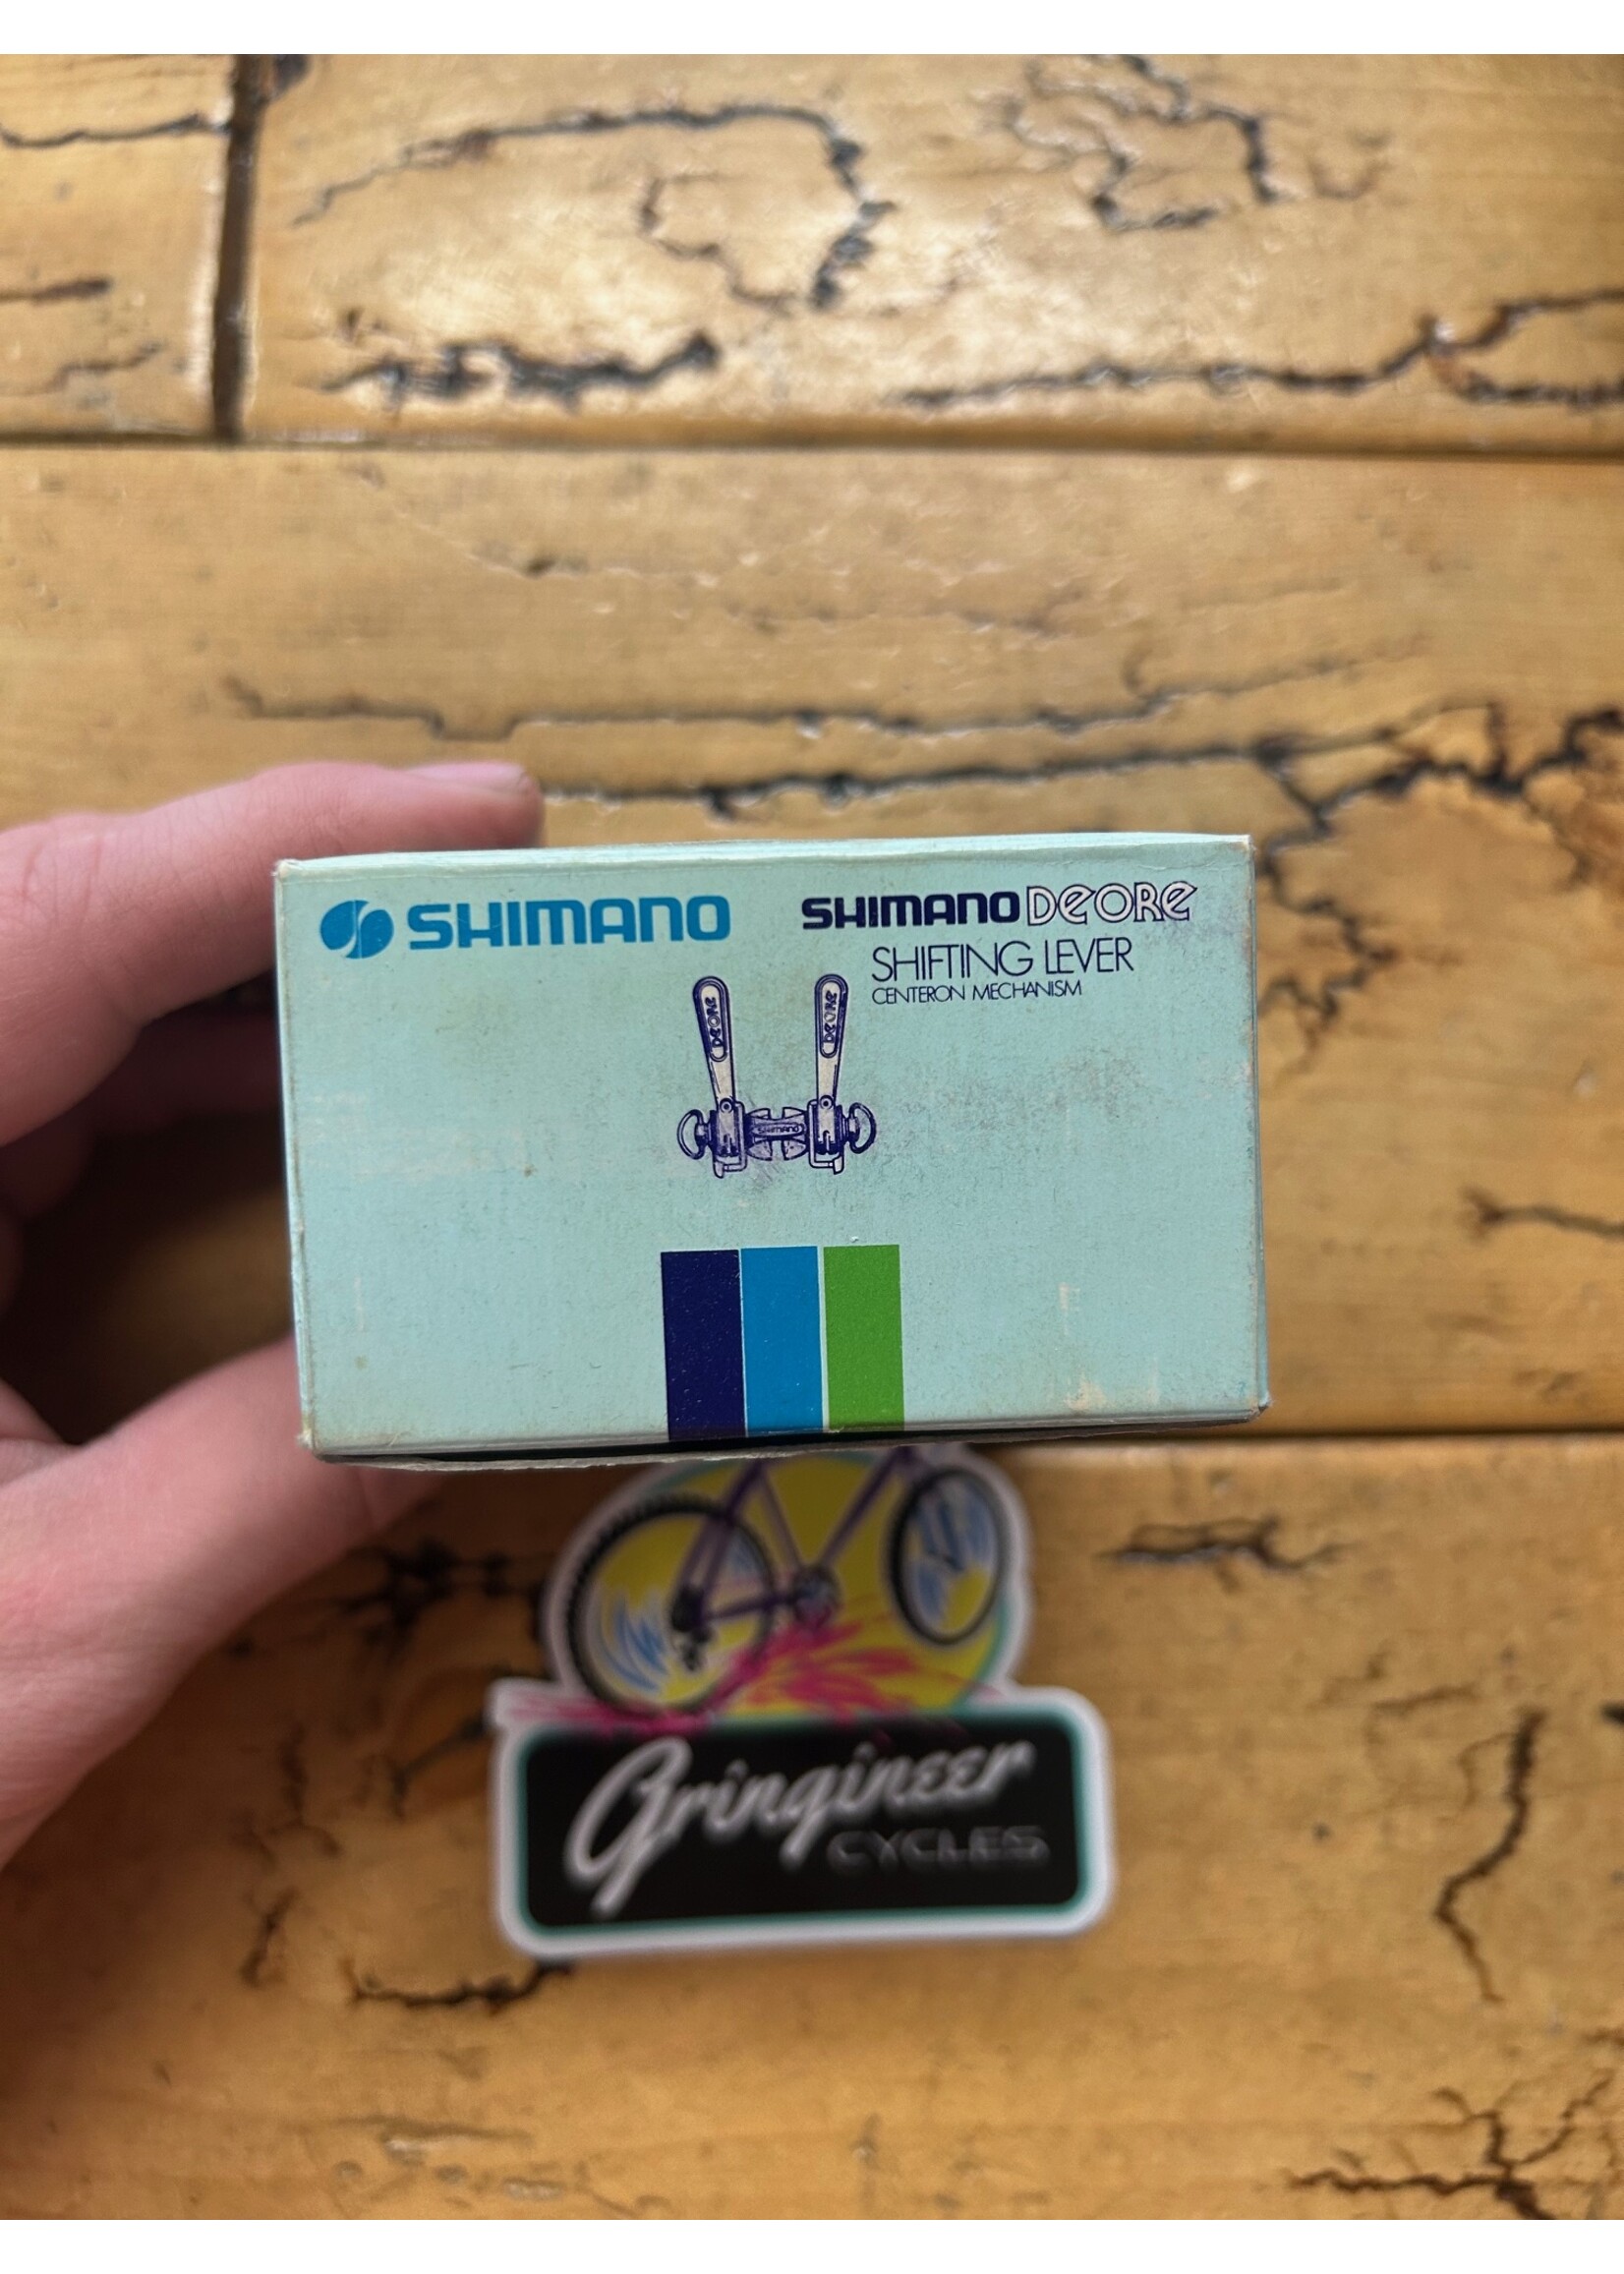 SHIMANO
SHIMANO DEORE
SHIFTING LEVER
CENTERON MECHANISM
DEORE
DEORE
SHIMANO
Gringineer
CYCLES